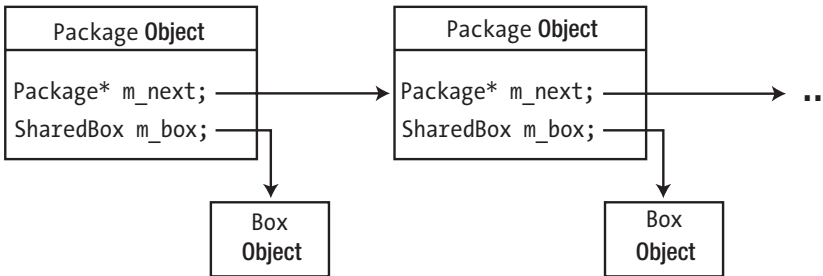 Package Object
Package* m_next;
SharedBox m_box;
Box
Object
Package Object
Package* m_next;
SharedBox m_box;
Box
Object
..